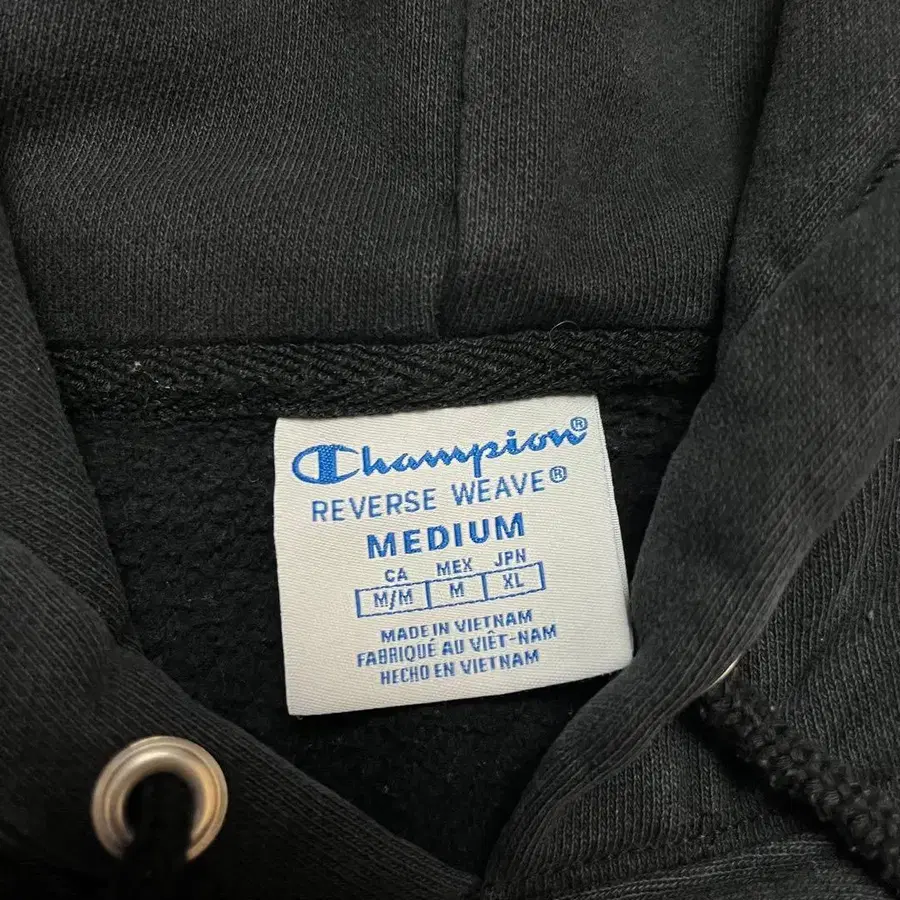 Champion®
REVERSE WEAVE®
MEDIUM
CA MEX JPN
M/M M XL
MADE IN VIETNAM
FABRIQUÉ AU VIÊT-NAM
HECHO EN VIETNAM